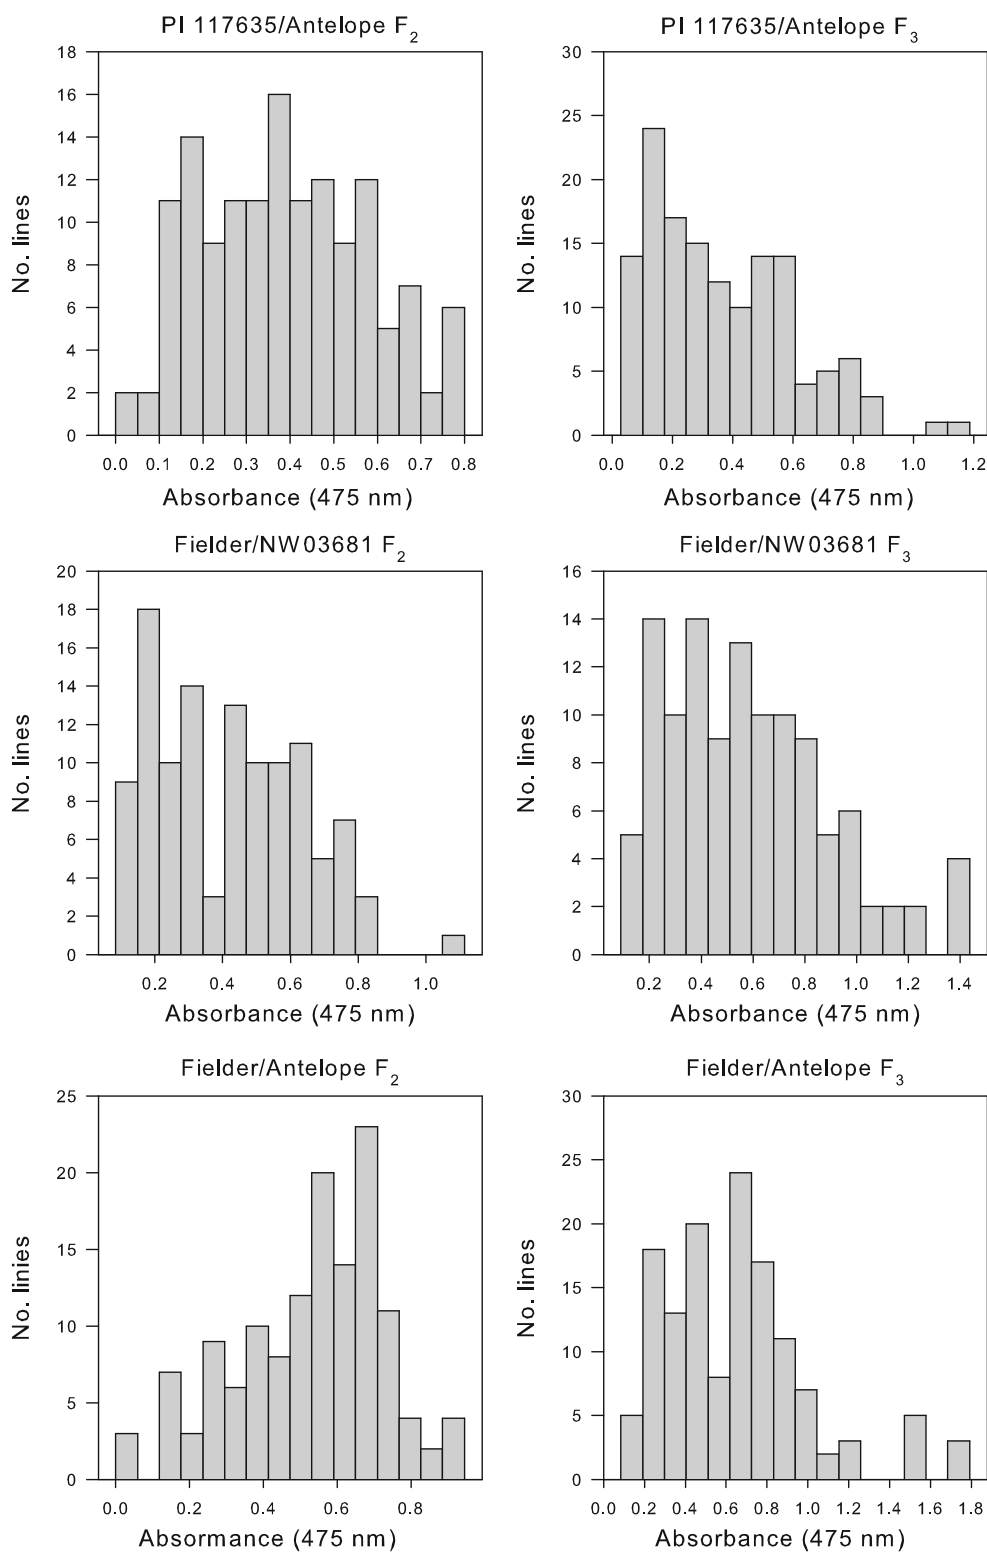 PI 117635/Antelope F2
18
16
14
12
10
8
6
4
2
0
No. lines
0.0 0.1 0.2 0.3 0.4 0.5 0.6 0.7 0.8
Absorbance (475 nm)
PI 117635/Antelope F3
30
25
20
15
10
5
0
No. lines
0.0 0.2 0.4 0.6 0.8 1.0 1.2
Absorbance (475 nm)
Fielder/NW03681 F2
20
18
16
14
12
10
8
6
4
2
0
No. lines
0.2 0.4 0.6 0.8 1.0
Absorbance (475 nm)
Fielder/NW03681 F3
16
14
12
10
8
6
4
2
0
No. lines
0.2 0.4 0.6 0.8 1.0 1.2 1.4
Absorbance (475 nm)
Fielder/Antelope F2
25
20
15
10
5
0
No. linies
0.0 0.2 0.4 0.6 0.8
Absormance (475 nm)
Fielder/Antelope F3
30
25
20
15
10
5
0
No. lines
0.0 0.2 0.4 0.6 0.8 1.0 1.2 1.4 1.6 1.8
Absorbance (475 nm)